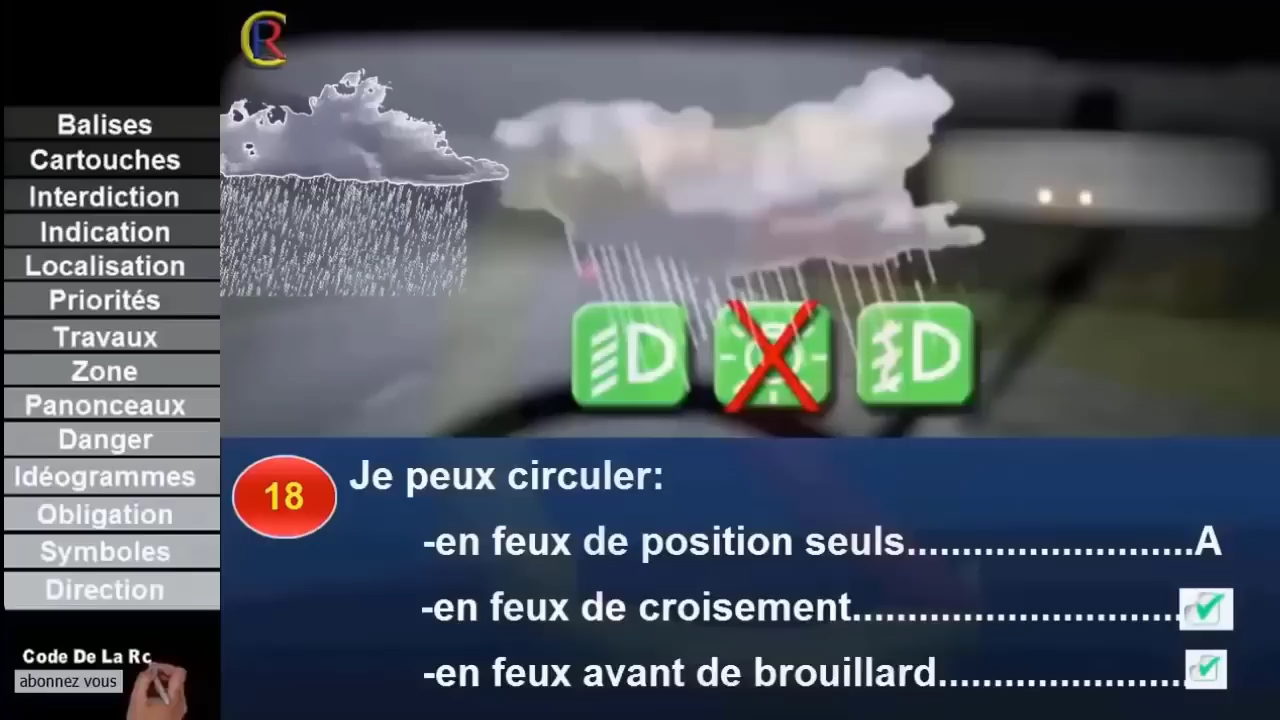 CR
Balises
Cartouches
Interdiction
Indication
Localisation
Priorités
Travaux
Zone
Panonceaux
Danger
Idéogrammes
Obligation
Symboles
Direction
Code De La Rc
abonnez vous
18 Je peux circuler:
-en feux de position seuls..........................A
-en feux de croisement..............................
-en feux avant de brouillard.......................